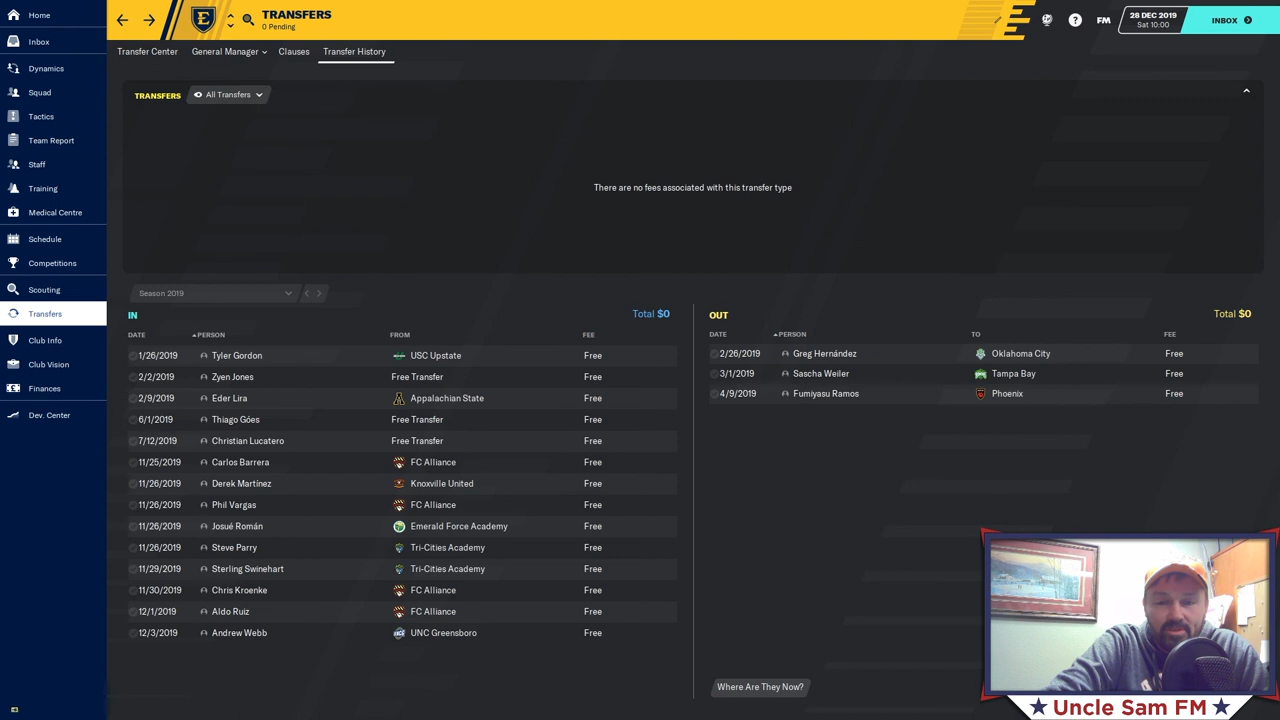 Home
Inbox
Dynamics
Squad
Tactics
Team Report
Staff
Training
Medical Centre
Schedule
Competitions
Scouting
Transfers
Club Info
Club Vision
Finances
Dev. Center
E
TRANSFERS
0 Pending
FM
28 DEC 2019
Sat 10:00
INBOX
Transfer Center
General Manager
Clauses
Transfer History
TRANSFERS
All Transfers
There are no fees associated with this transfer type
Season 2019
IN
Total $0
DATE PERSON FROM FEE
1/26/2019 Tyler Gordon USC Upstate Free
2/2/2019 Zyen Jones Free Transfer Free
2/9/2019 Eder Lira Appalachian State Free
6/1/2019 Thiago Góes Free Transfer Free
7/12/2019 Christian Lucatero Free Transfer Free
11/25/2019 Carlos Barrera FC Alliance Free
11/26/2019 Derek Martínez Knoxville United Free
11/26/2019 Phil Vargas FC Alliance Free
11/26/2019 Josué Román Emerald Force Academy Free
11/26/2019 Steve Parry Tri-Cities Academy Free
11/29/2019 Sterling Swinehart Tri-Cities Academy Free
11/30/2019 Chris Kroenke FC Alliance Free
12/1/2019 Aldo Ruiz FC Alliance Free
12/3/2019 Andrew Webb UNC Greensboro Free
OUT
Total $0
DATE PERSON TO FEE
2/26/2019 Greg Hernández Oklahoma City Free
3/1/2019 Sascha Weiler Tampa Bay Free
4/9/2019 Fumiyasu Ramos Phoenix Free
Where Are They Now?
Uncle Sam FM